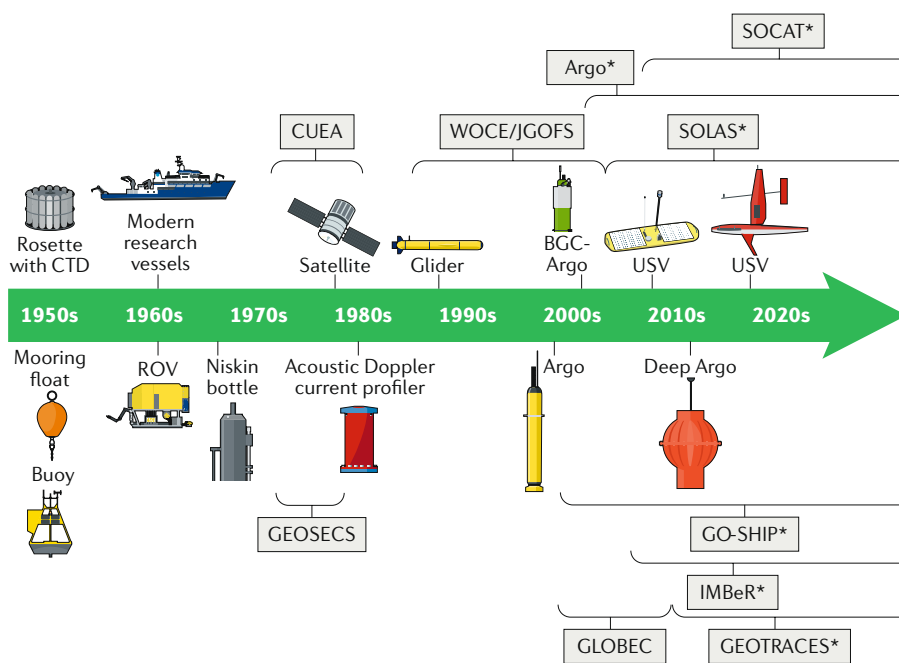 SOCAT*
Argo*
CUEA
WOCE/JGOFS
SOLAS*
Rosette
with CTD
Modern
research
vessels
Satellite
Glider
BGC-
Argo
USV
USV
1950s
1960s
1970s
1980s
1990s
2000s
2010s
2020s
Mooring
float
Buoy
ROV
Niskin
bottle
Acoustic Doppler
current profiler
Argo
Deep Argo
GEOSECS
GO-SHIP*
IMBeR*
GLOBEC
GEOTRACES*